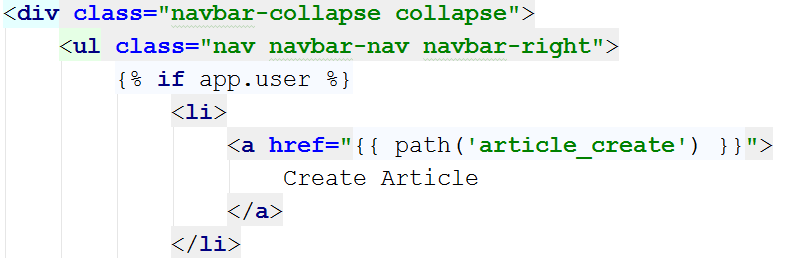 <div class="navbar-collapse collapse">
<ul class="nav navbar-nav navbar-right">
{% if app.user %}
<li>
<a href="{{ path('article_create') }}">
Create Article
</a>
</li>